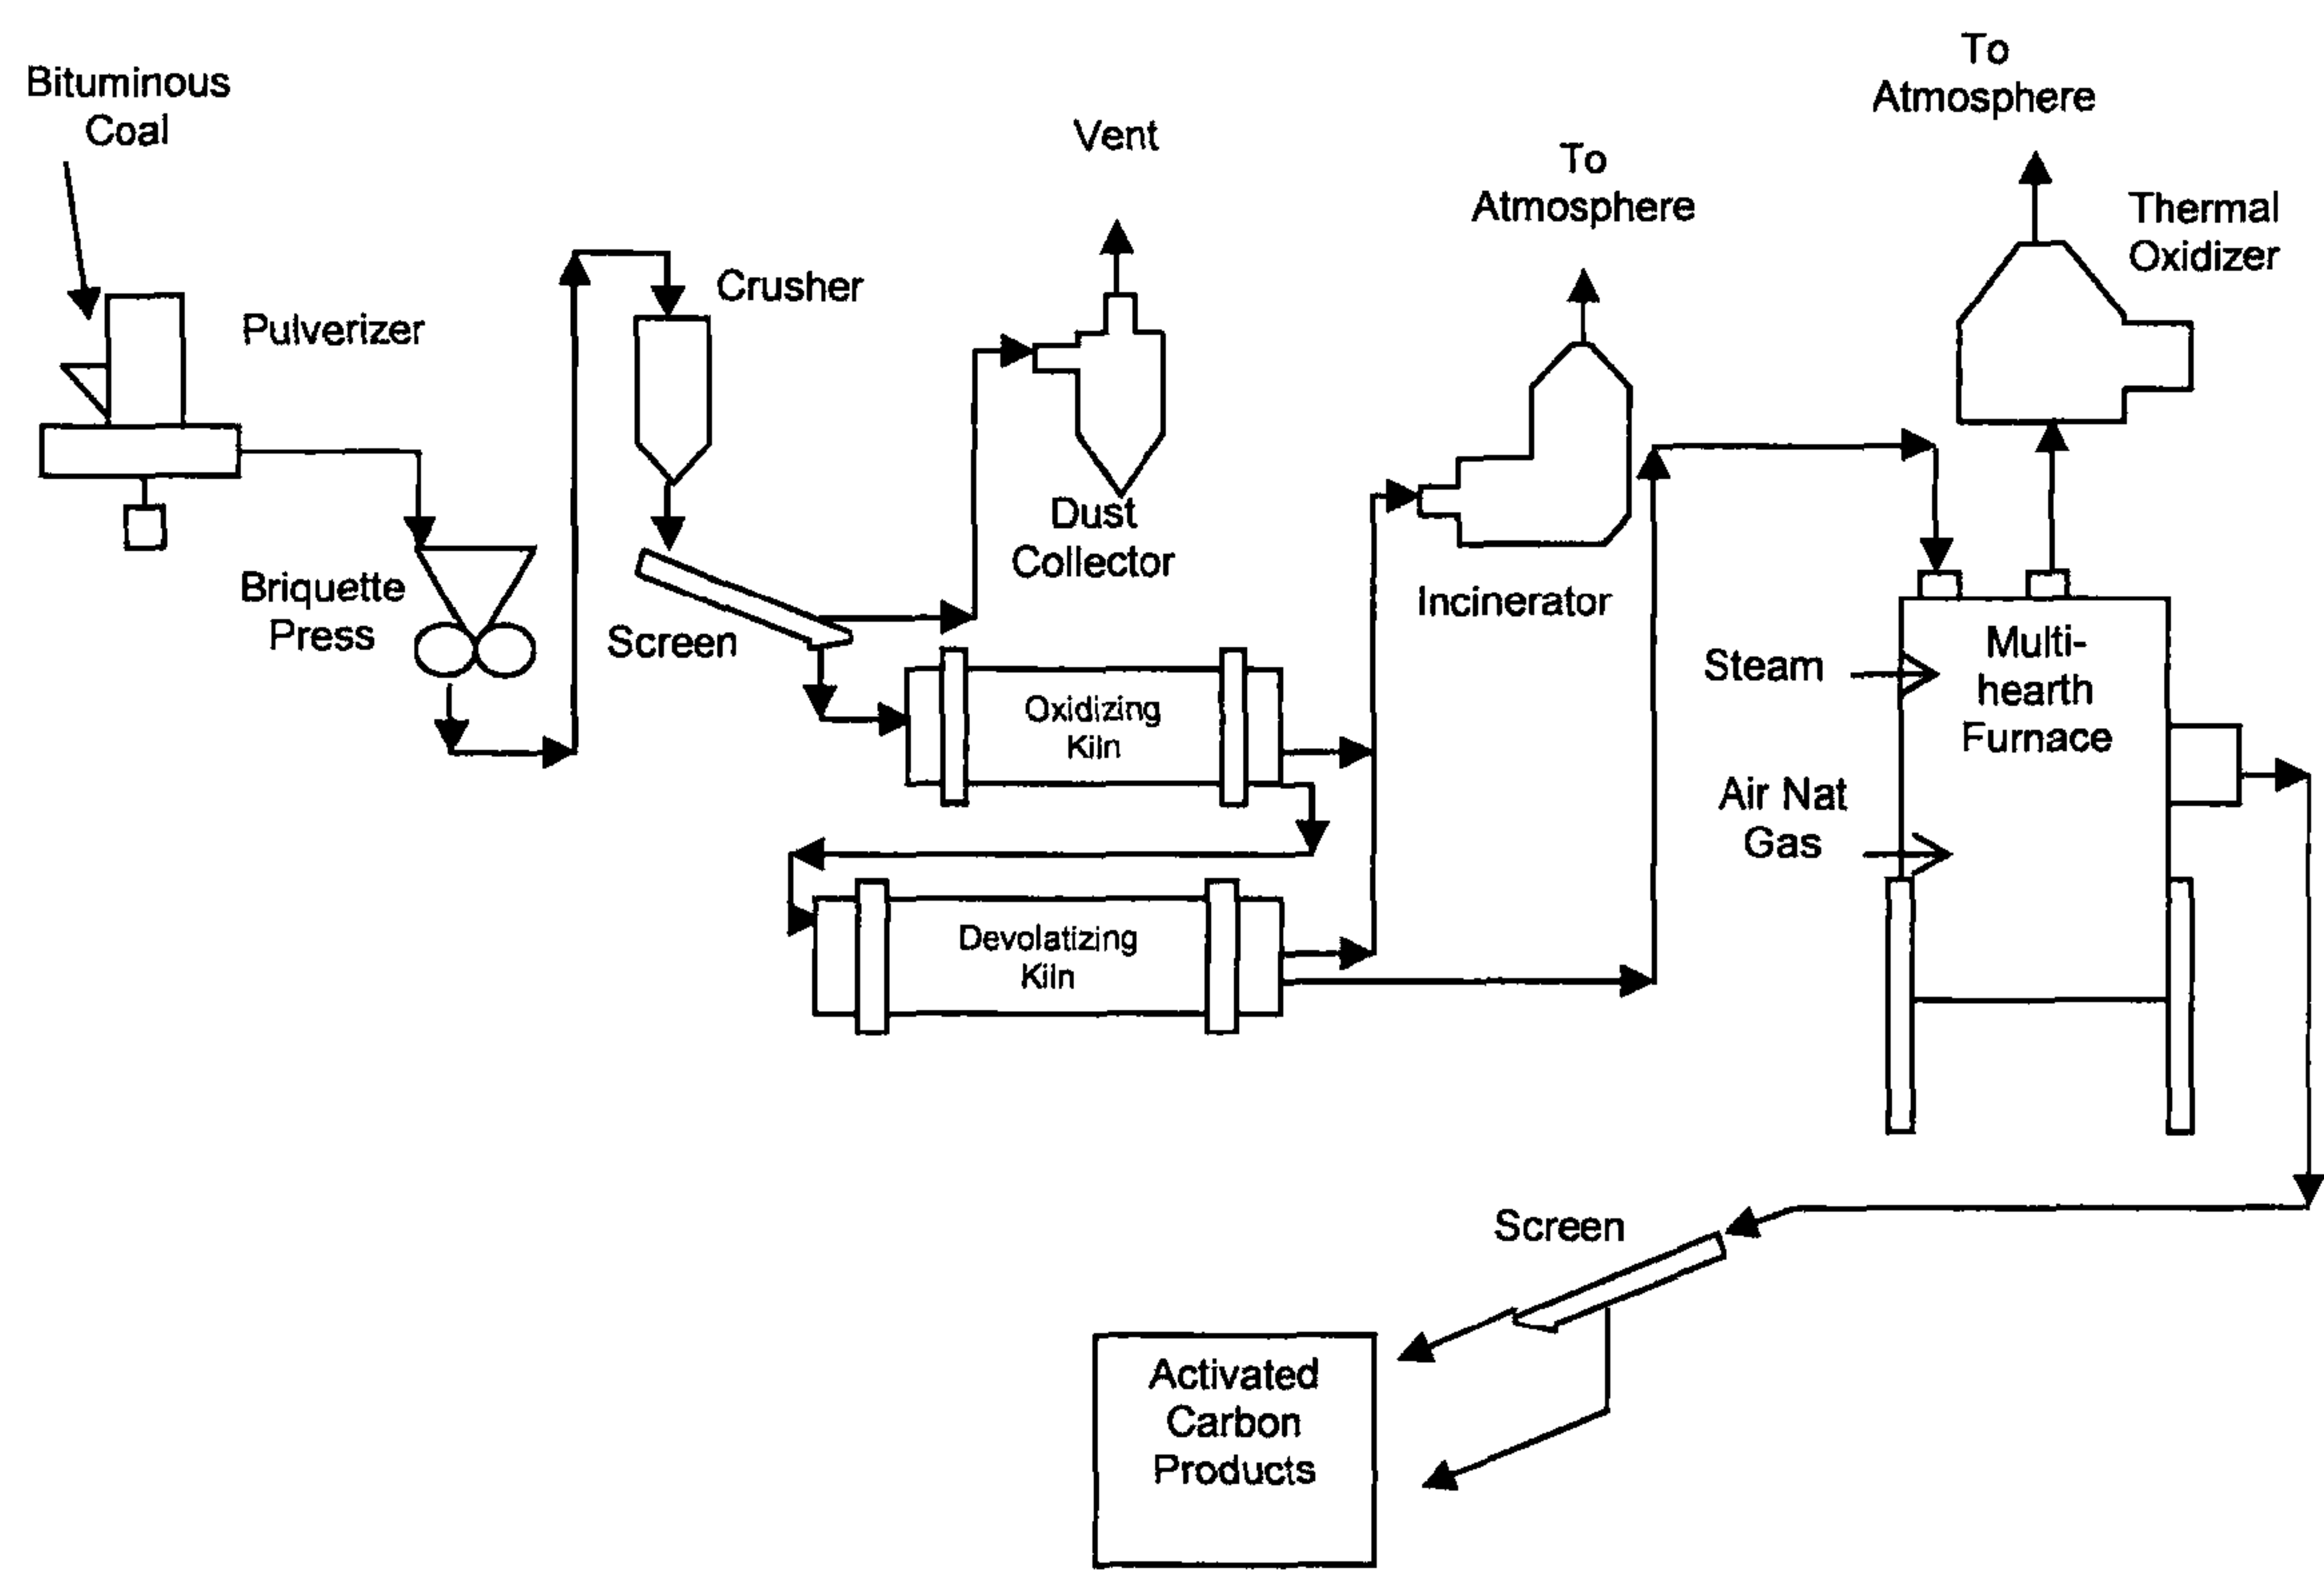 Bituminous
Coal
Pulverizer
Briquette
Press
Crusher
Screen
Vent
Dust
Collector
Oxidizing
Kiln
Devolatizing
Kiln
To
Atmosphere
Incinerator
To
Atmosphere
Thermal
Oxidizer
Steam
Air Nat
Gas
Multi-
hearth
Furnace
Screen
Activated
Carbon
Products